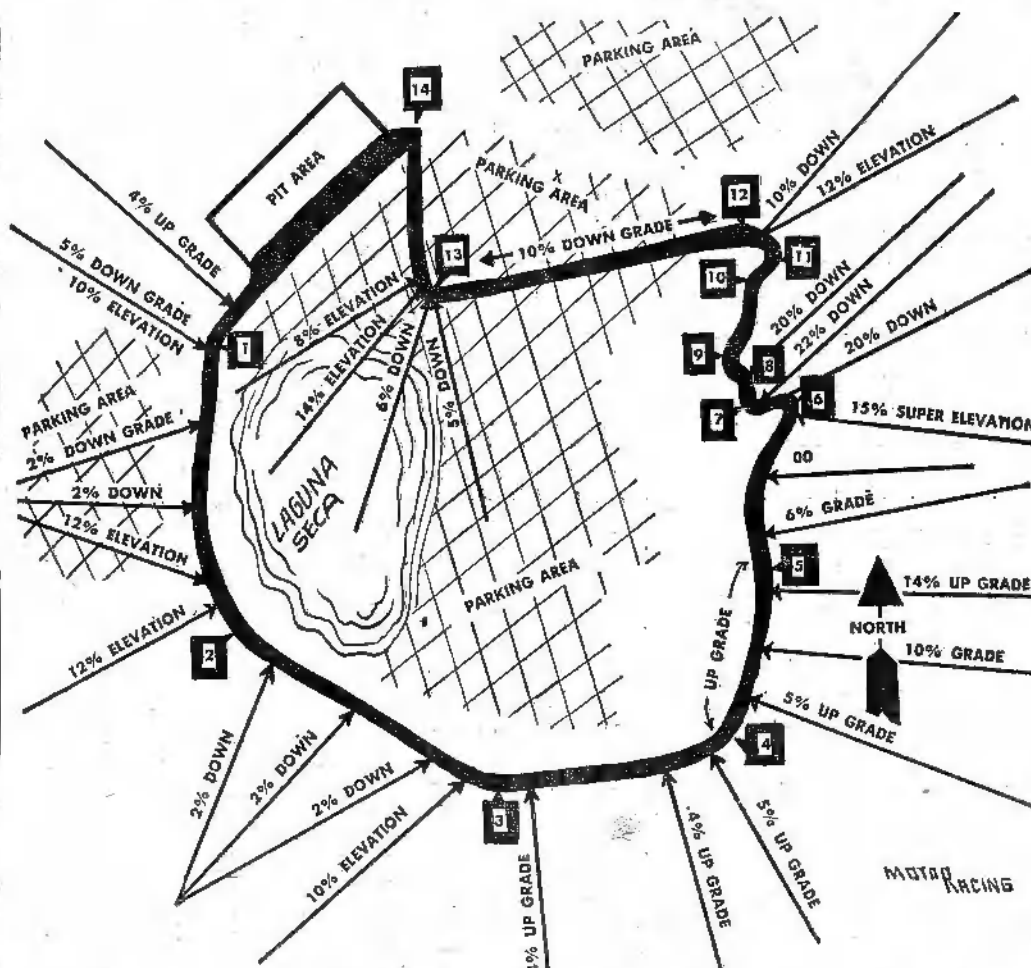 PARKING AREA
14
PIT AREA
PARKING AREA
X
12
10% DOWN
12% ELEVATION
4% UP GRADE
5% DOWN GRADE
10% ELEVATION
13
10% DOWN GRADE
10
11
20% DOWN
22% DOWN
20% DOWN
1
8% ELEVATION
14% ELEVATION
6% DOWN
5% DOWN
9
8
7
6
15% SUPER ELEVATION
PARKING AREA
2% DOWN GRADE
2% DOWN
12% ELEVATION
12% ELEVATION
LAGUNA
SECA
00
6% GRADE
5
14% UP GRADE
NORTH
10% GRADE
5% UP GRADE
PARKING AREA
UP GRADE
2
4
2% DOWN
2% DOWN
2% DOWN
10% ELEVATION
3
4% UP GRADE
4% UP GRADE
5% UP GRADE
MOTOR RACING